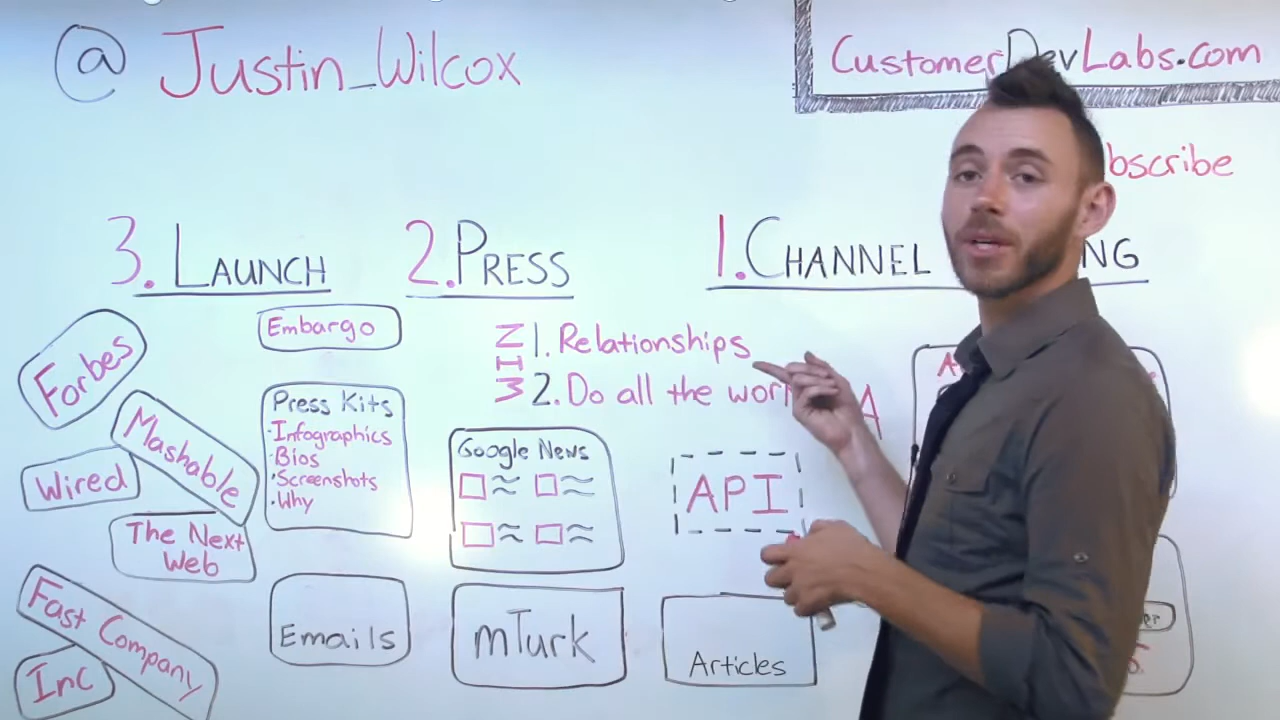 @Justin_Wilcox
CustomerDevLabs.com
bscribe
3. LAUNCH
2. PRESS
1. CHANNEL
NG
Forbes
Mashable
Wired
The Next
Web
Fast Company
Inc
Embargo
Press Kits
·Infographics
·Bios
·Screenshots
·Why
Emails
WIN
1. Relationships
2. Do all the wor
Google News
mTurk
API
Articles
A